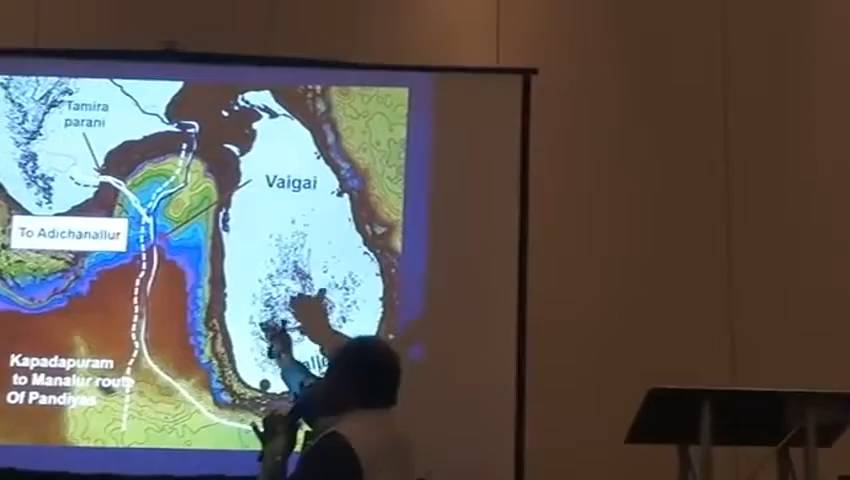 Tamira
parani
Vaigai
To Adichanallur
Kapadapuram
to Manalur route
Of Pandiyas